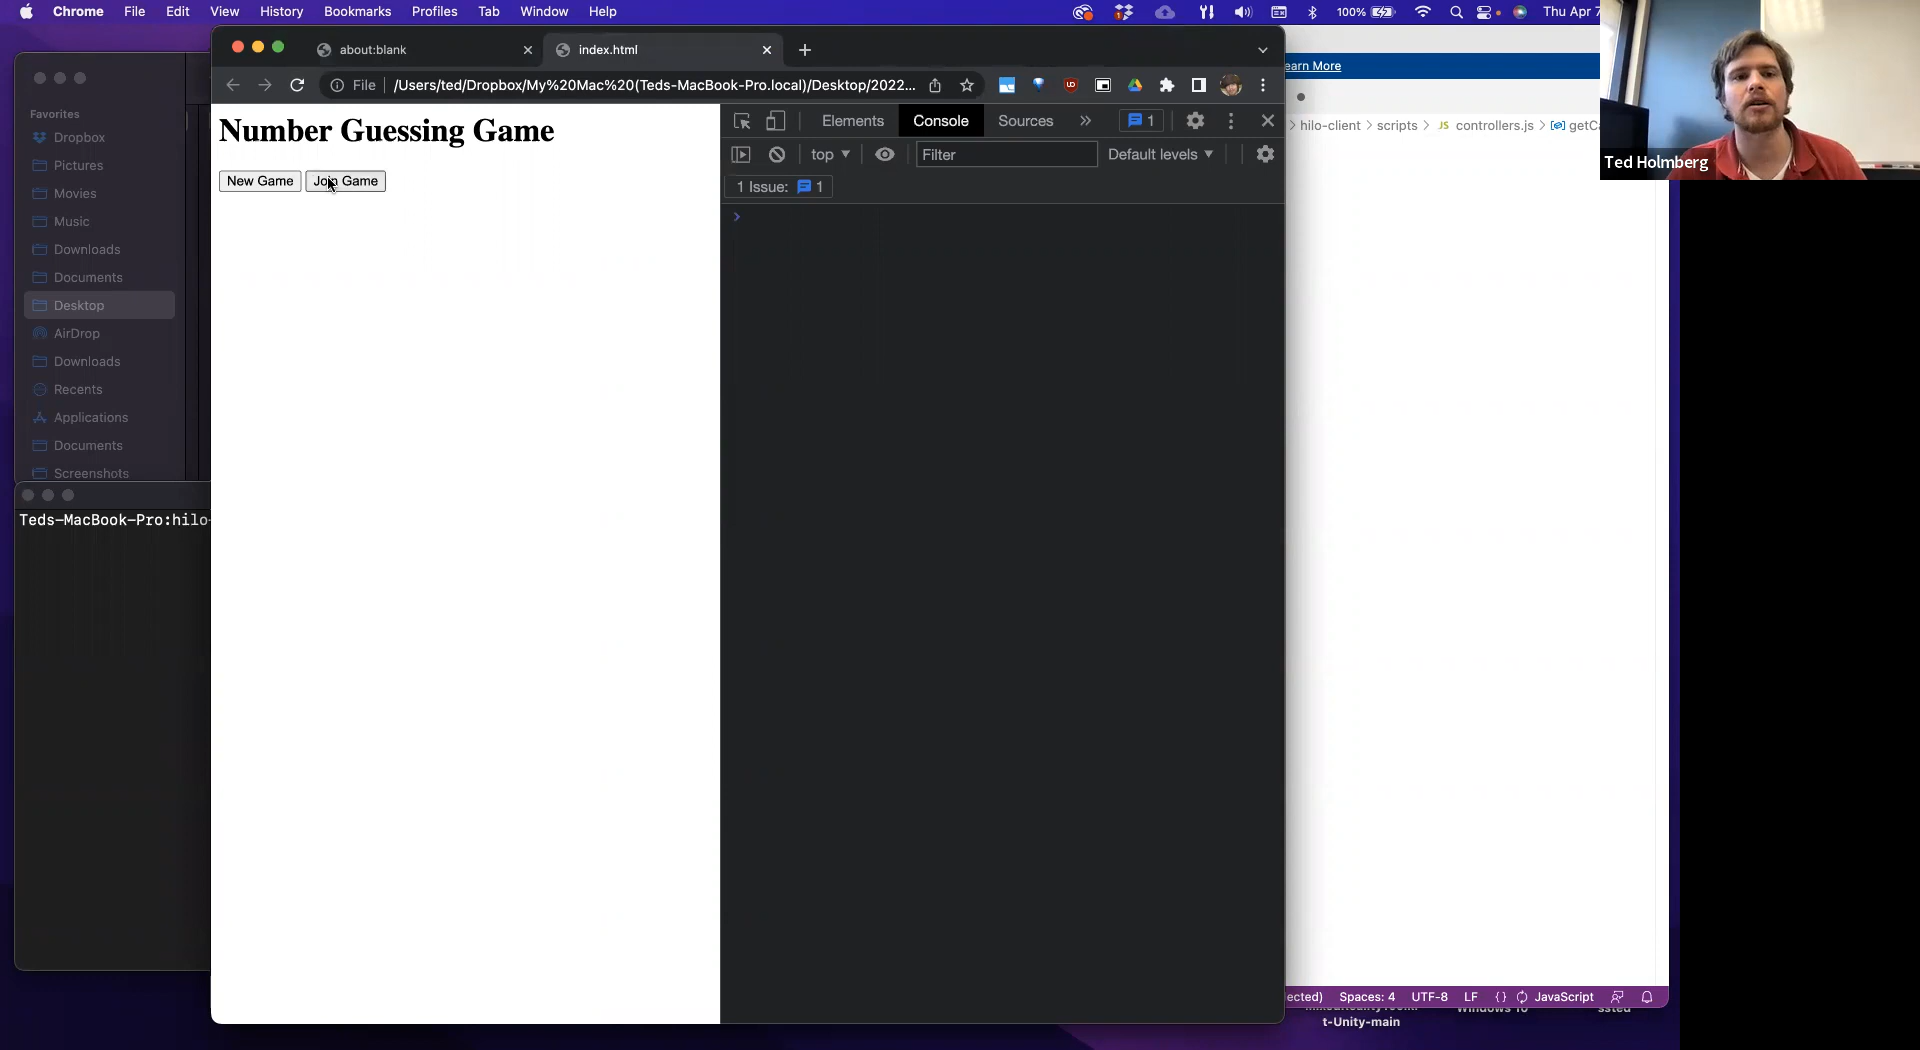 Chrome File Edit View History Bookmarks Profiles Tab Window Help 100% Thu Apr 7
about:blank index.html
File /Users/ted/Dropbox/My%20Mac%20(Teds-MacBook-Pro.local)/Desktop/2022...
earn More
Number Guessing Game
New Game Join Game
Elements Console Sources 1
top Filter Default levels
1 Issue: 1
hilo-client scripts JS controllers.js getCa
Ted Holmberg
Favorites
Dropbox
Pictures
Movies
Music
Downloads
Documents
Desktop
AirDrop
Downloads
Recents
Applications
Documents
Screenshots
Teds-MacBook-Pro:hilo-
ected) Spaces: 4 UTF-8 LF {} JavaScript
t-Unity-main